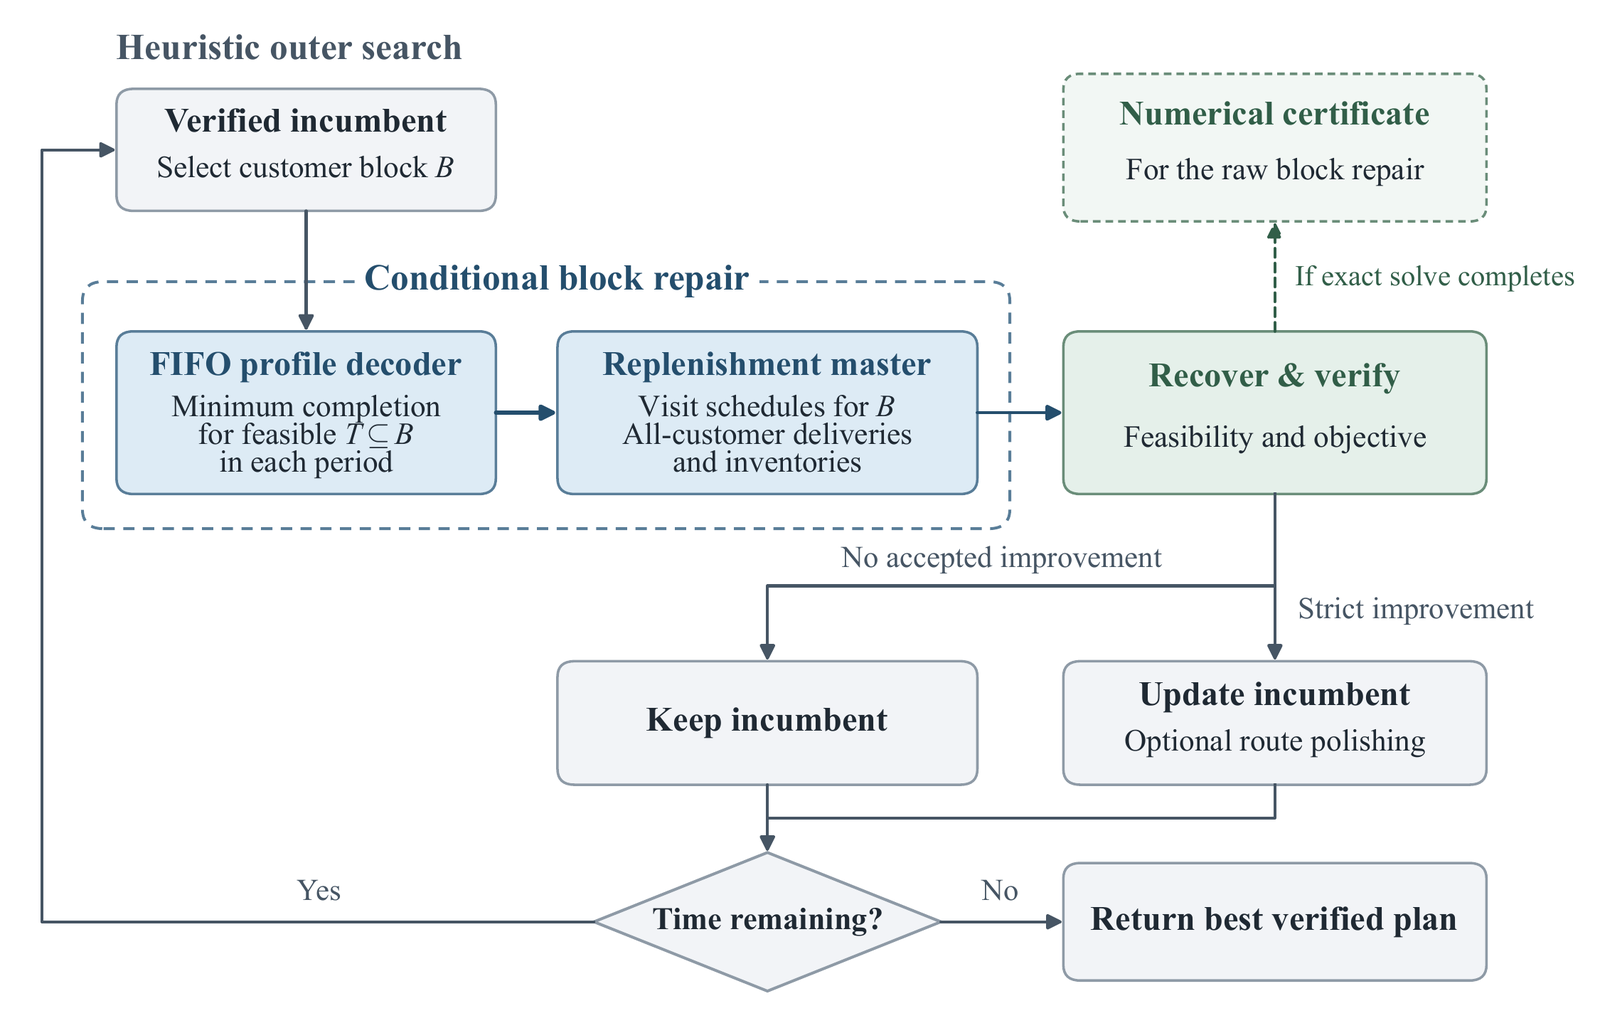 Heuristic outer search
Verified incumbent
Select customer block B
Numerical certificate
For the raw block repair
If exact solve completes
Conditional block repair
FIFO profile decoder
Minimum completion
for feasible T ⊆ B
in each period
Replenishment master
Visit schedules for B
All-customer deliveries
and inventories
Recover & verify
Feasibility and objective
No accepted improvement
Strict improvement
Keep incumbent
Update incumbent
Optional route polishing
Yes
Time remaining?
No
Return best verified plan